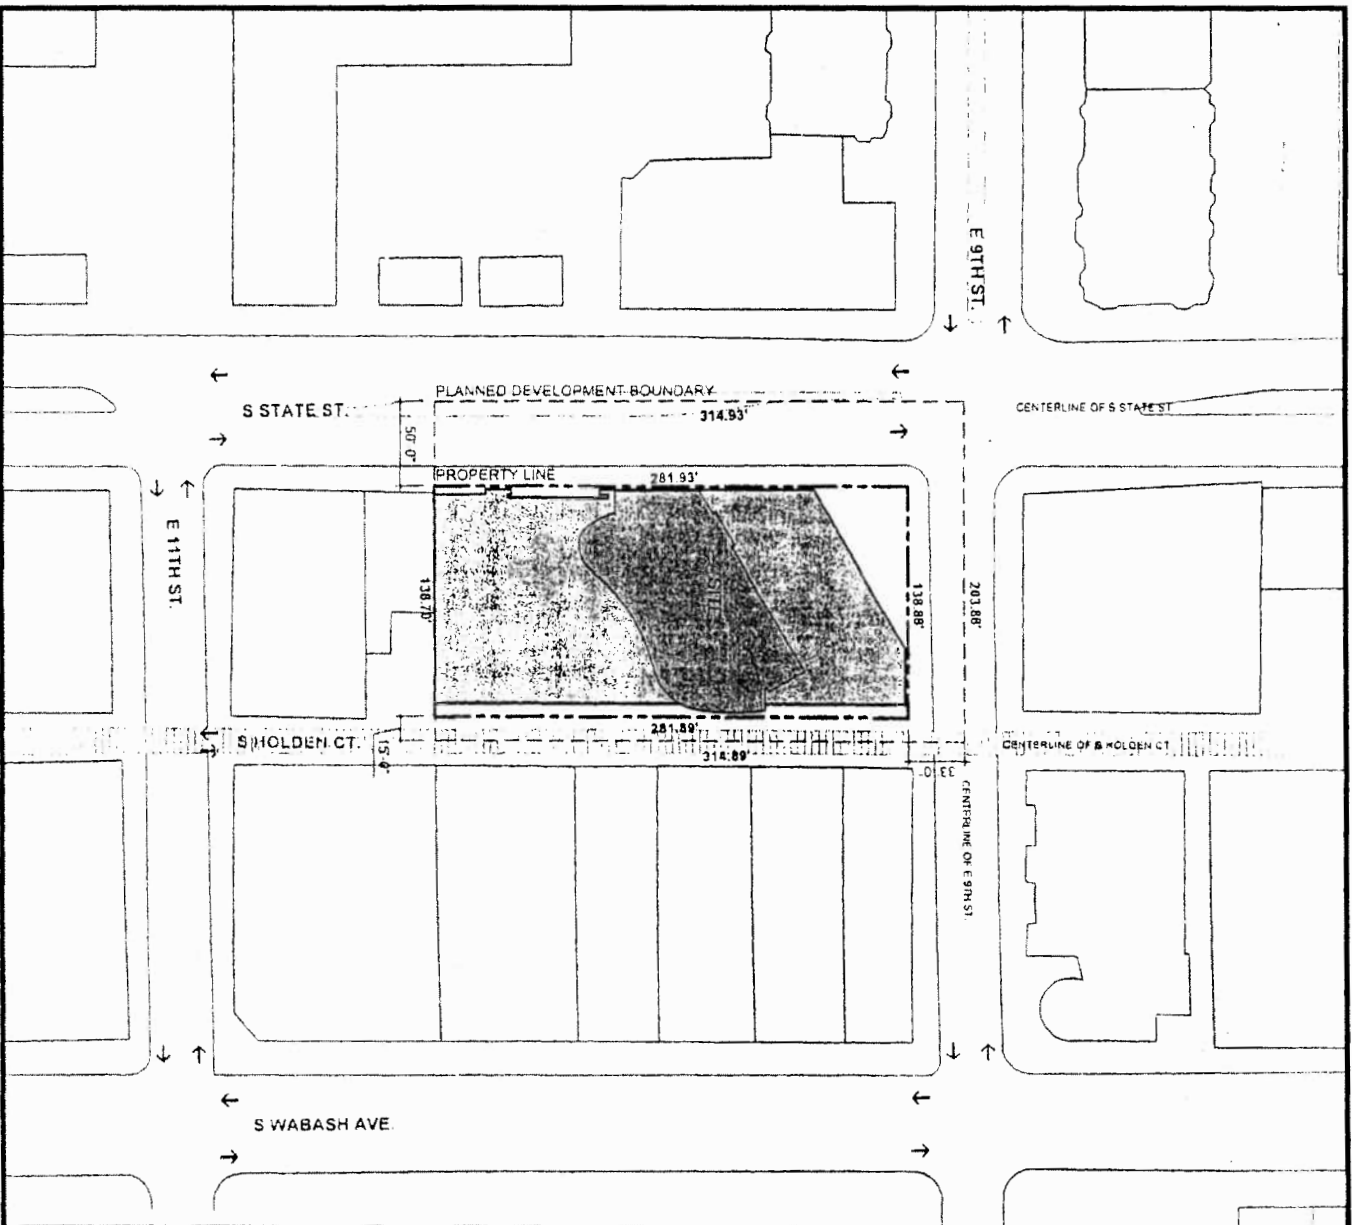 E 9TH ST.
PLANNED DEVELOPMENT BOUNDARY
S STATE ST.
314.93'
CENTERLINE OF S STATE ST
50' 0"
PROPERTY LINE
281.93'
E 11TH ST.
138.70'
SITE
138.88'
203.88'
281.89'
S HOLDEN CT.
15' 0"
314.89'
CENTERLINE OF S HOLDEN CT
33' 0"
CENTERLINE OF E 9TH ST.
S WABASH AVE.